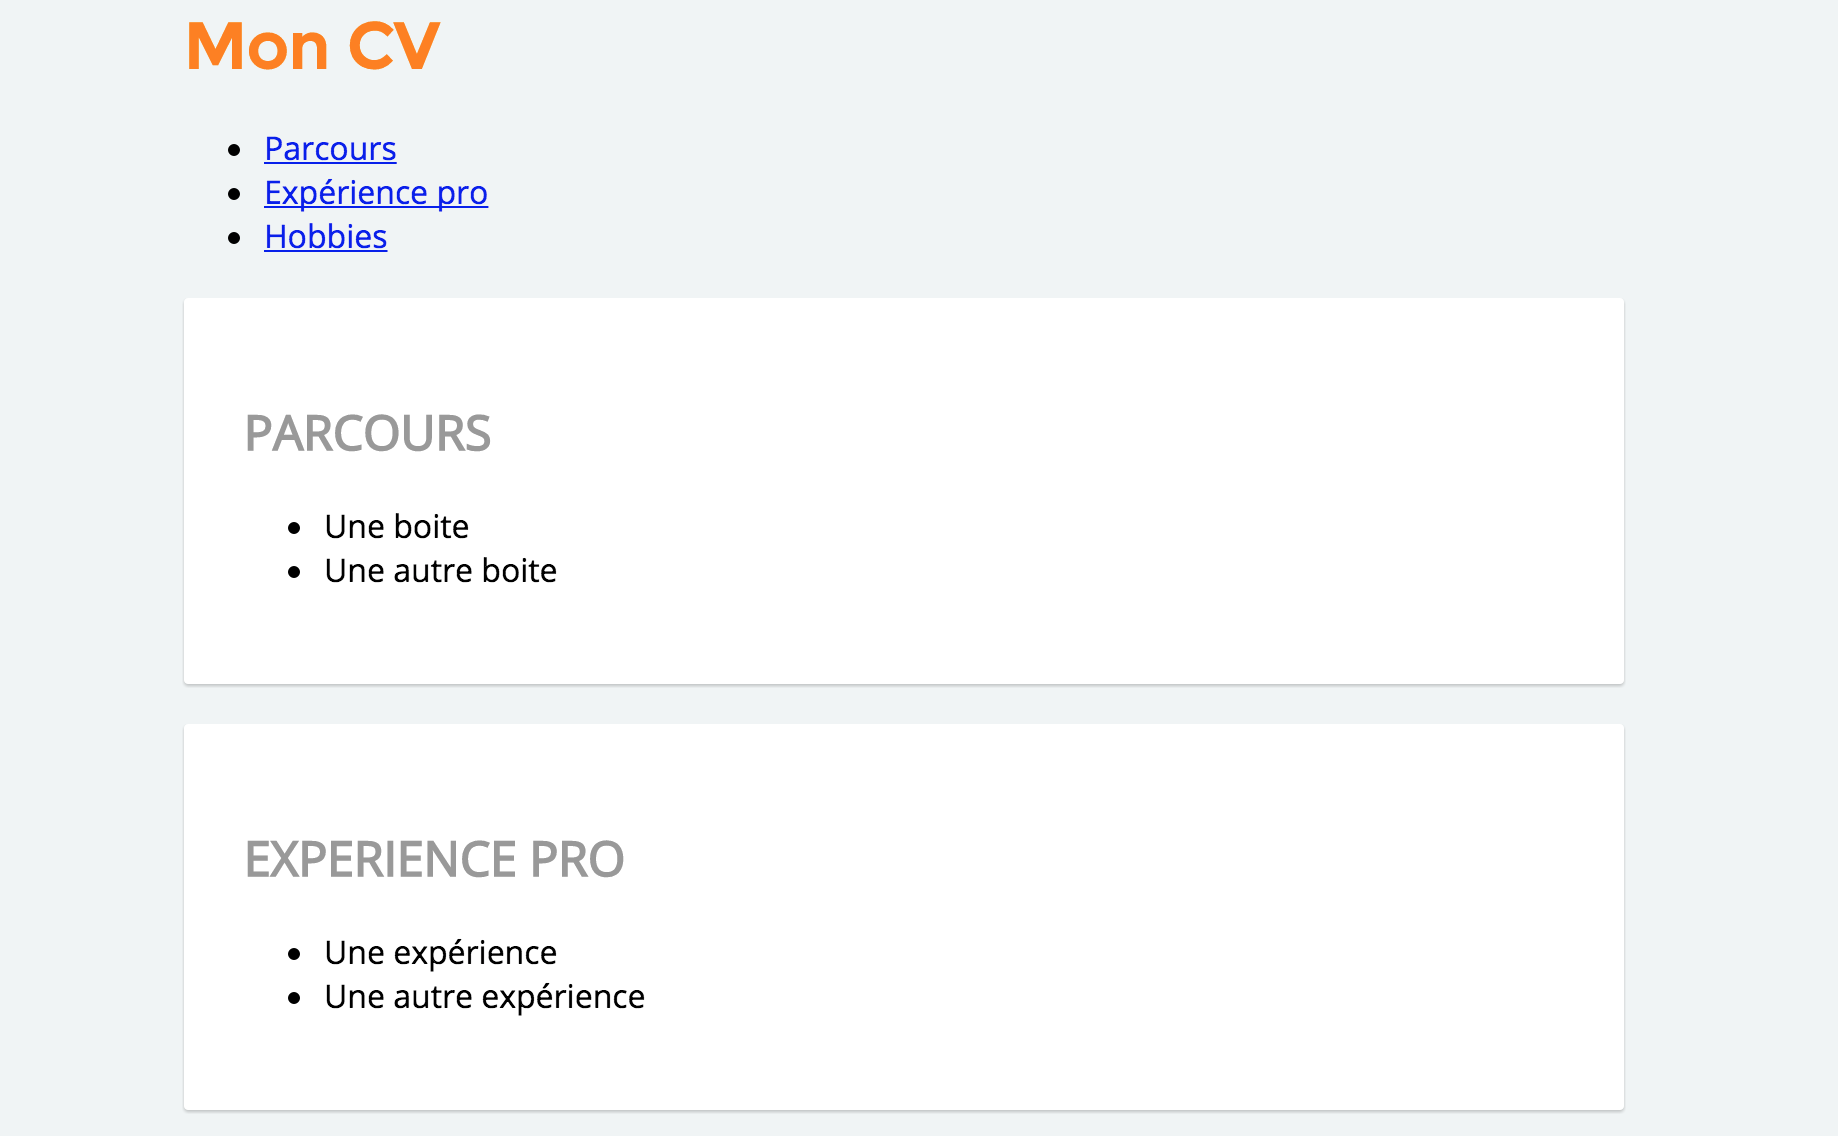 Mon CV
Parcours
Expérience pro
Hobbies
PARCOURS
Une boite
Une autre boite
EXPERIENCE PRO
Une expérience
Une autre expérience